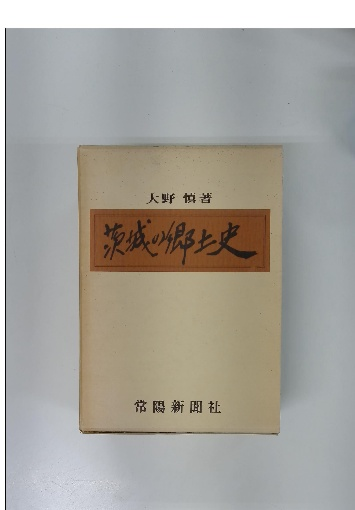 大野 慎著
茨城の郷土史
常陽新聞社